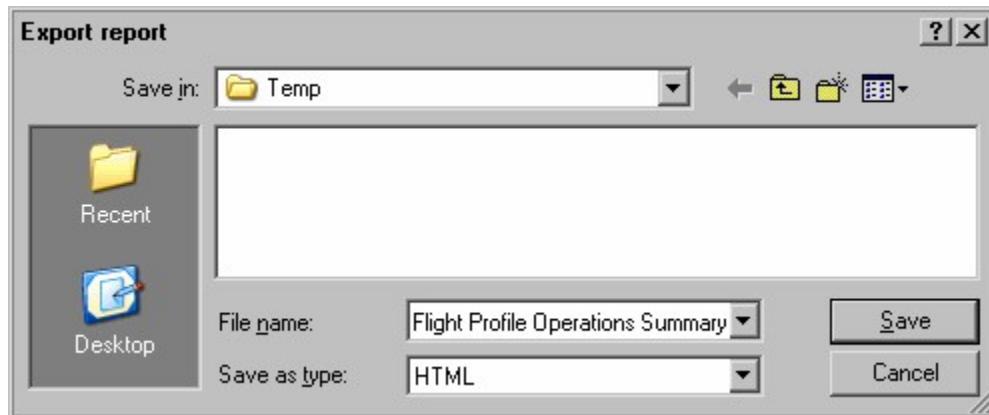 Export report
Save in: Temp
Recent
Desktop
File name: Flight Profile Operations Summary Save
Save as type: HTML Cancel